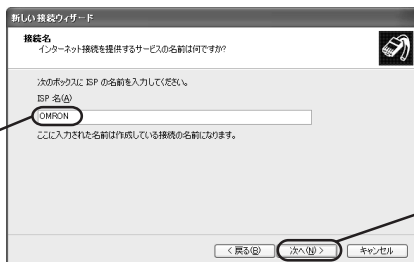 新しい接続ウィザード
接続名
インターネット接続を提供するサービスの名前は何ですか?
次のボックスに ISP の名前を入力してください。
ISP 名(A)
OMRON
ここに入力された名前は作成している接続の名前になります。
< 戻る(B) 次へ(N) > キャンセル